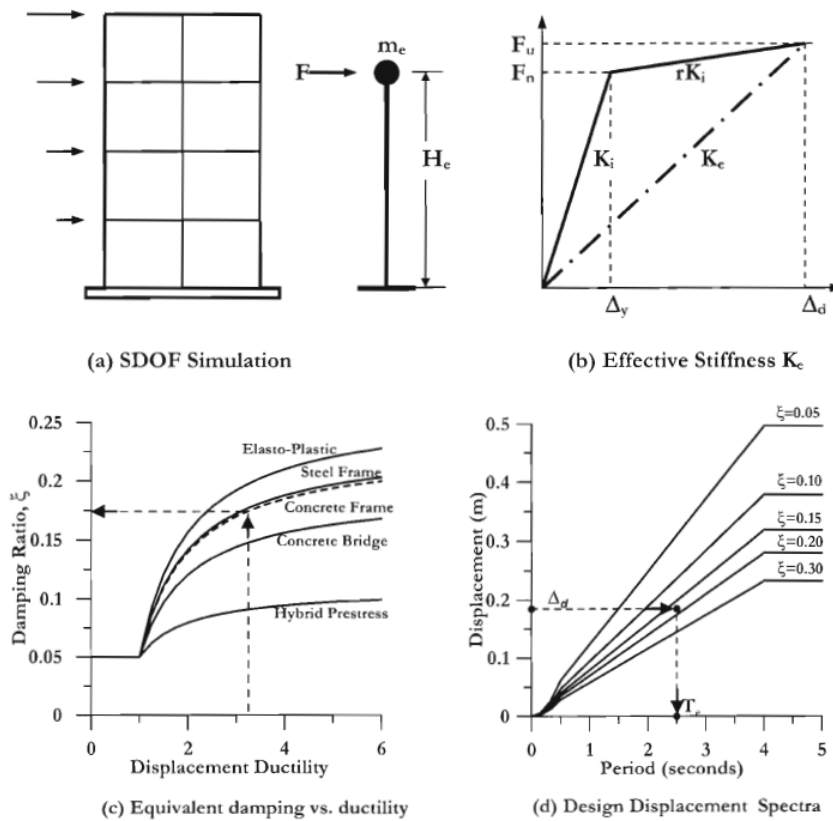 F
mₑ
Hₑ
(a) SDOF Simulation
Fᵤ
Fₙ
rKᵢ
Kᵢ
Kₑ
Δᵧ
Δ_d
(b) Effective Stiffness Kₑ
0.25
0.2
0.15
0.1
0.05
0
Damping Ratio, ξ
Elasto-Plastic
Steel Frame
Concrete Frame
Concrete Bridge
Hybrid Prestress
0 2 4 6
Displacement Ductility
(c) Equivalent damping vs. ductility
0.5
0.4
0.3
0.2
0.1
0
Displacement (m)
ξ=0.05
ξ=0.10
ξ=0.15
ξ=0.20
ξ=0.30
Δ_d
Tₑ
0 1 2 3 4 5
Period (seconds)
(d) Design Displacement Spectra